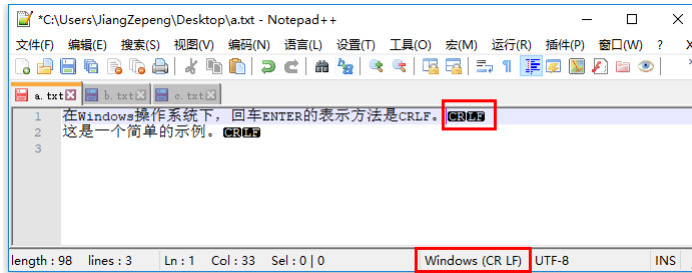 *C:\Users\JiangZepeng\Desktop\a.txt - Notepad++
文件(F) 编辑(E) 搜索(S) 视图(V) 编码(N) 语言(L) 设置(T) 工具(O) 宏(M) 运行(R) 插件(P) 窗口(W) ? X
a.txt b.txt c.txt
1 在Windows操作系统下，回车ENTER的表示方法是CRLF。CRLF
2 这是一个简单的示例。CRLF
3
length : 98 lines : 3 Ln : 1 Col : 33 Sel : 0 | 0 Windows (CR LF) UTF-8 INS